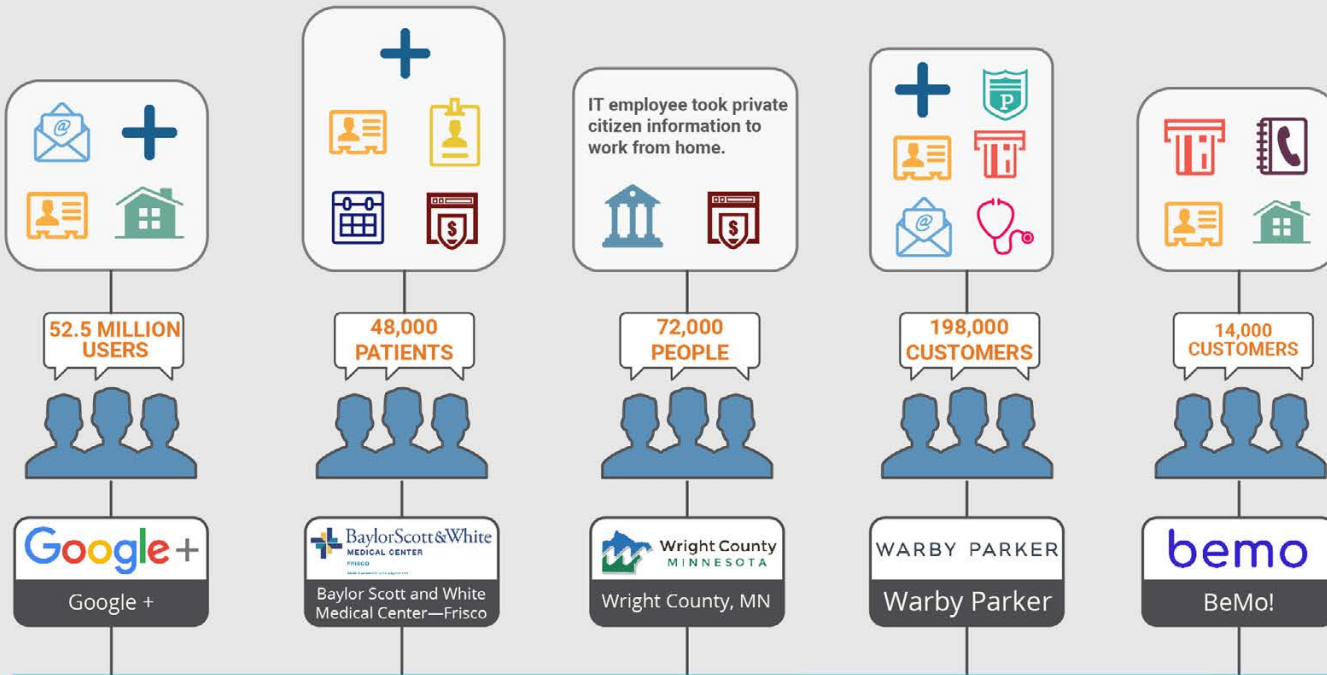 IT employee took private
citizen information to
work from home.
@
P
@
$
$
52.5 MILLION
USERS
48,000
PATIENTS
72,000
PEOPLE
198,000
CUSTOMERS
14,000
CUSTOMERS
Google+
BaylorScott&White
MEDICAL CENTER
FRISCO
Wright County
MINNESOTA
WARBY PARKER
bemo
Google +
Baylor Scott and White
Medical Center—Frisco
Wright County, MN
Warby Parker
BeMo!